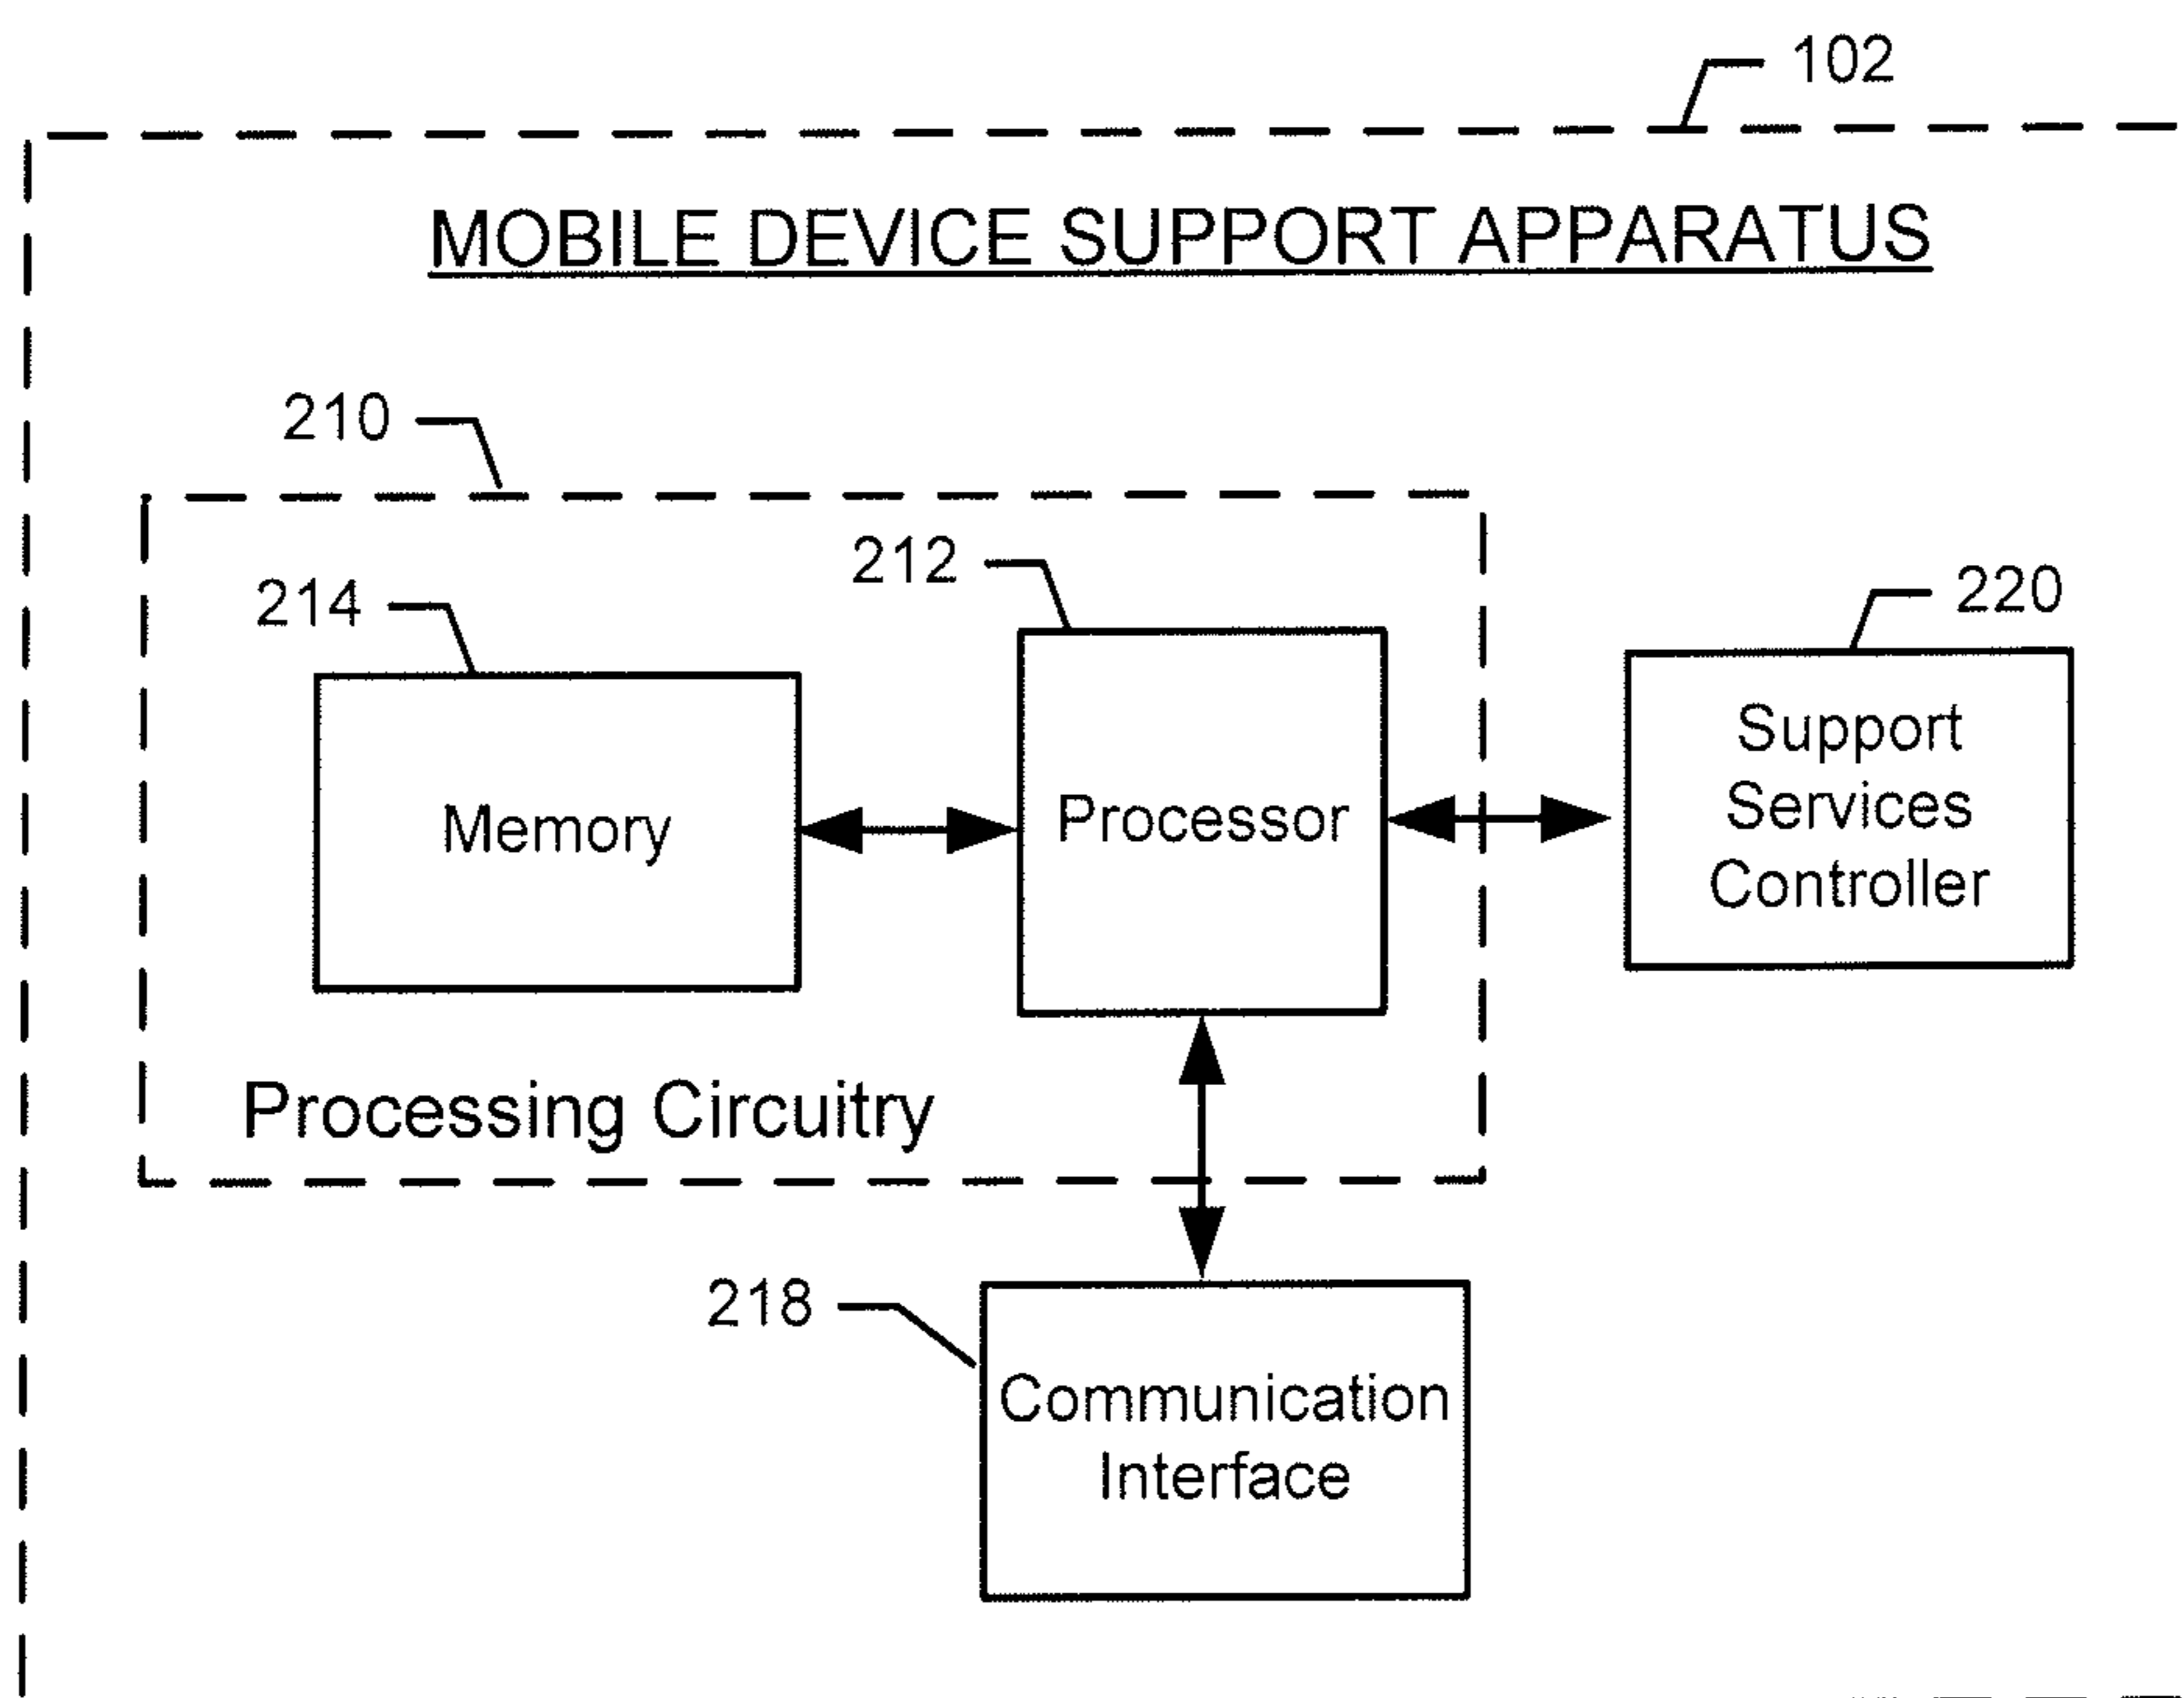 102
MOBILE DEVICE SUPPORT APPARATUS
210
212
214
220
Memory
Processor
Support
Services
Controller
Processing Circuitry
218
Communication
Interface